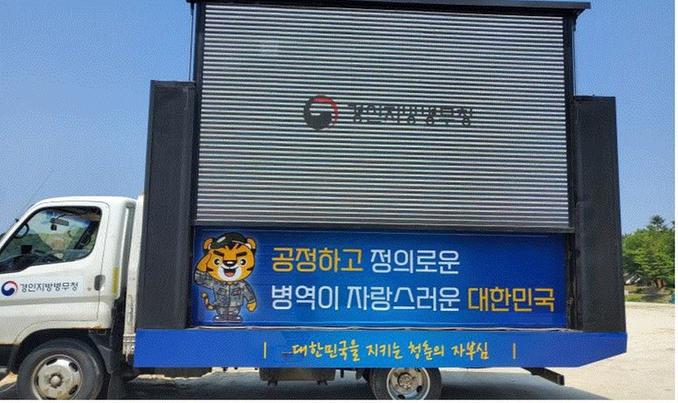 경인지방병무청
공정하고 정의로운
병역이 자랑스러운 대한민국
경인지방병무청
대한민국을 지키는 청춘의 자부심